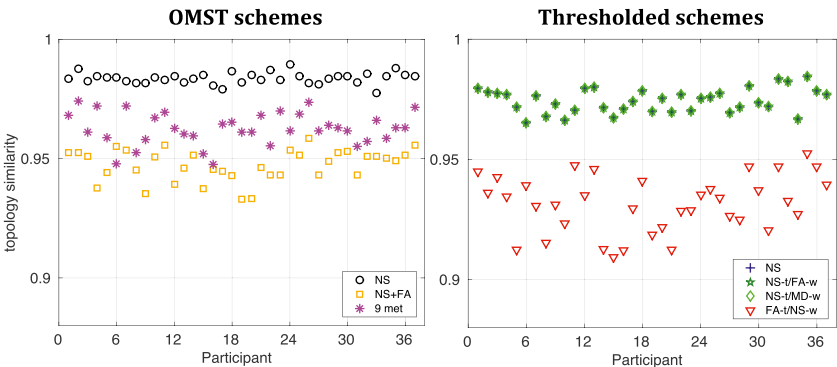 OMST schemes
Thresholded schemes
topology similarity
1
0.95
0.9
0
6
12
18
24
30
36
Participant
NS
NS+FA
9 met
1
0.95
0.9
0
6
12
18
24
30
36
Participant
NS
NS-t/FA-w
NS-t/MD-w
FA-t/NS-w